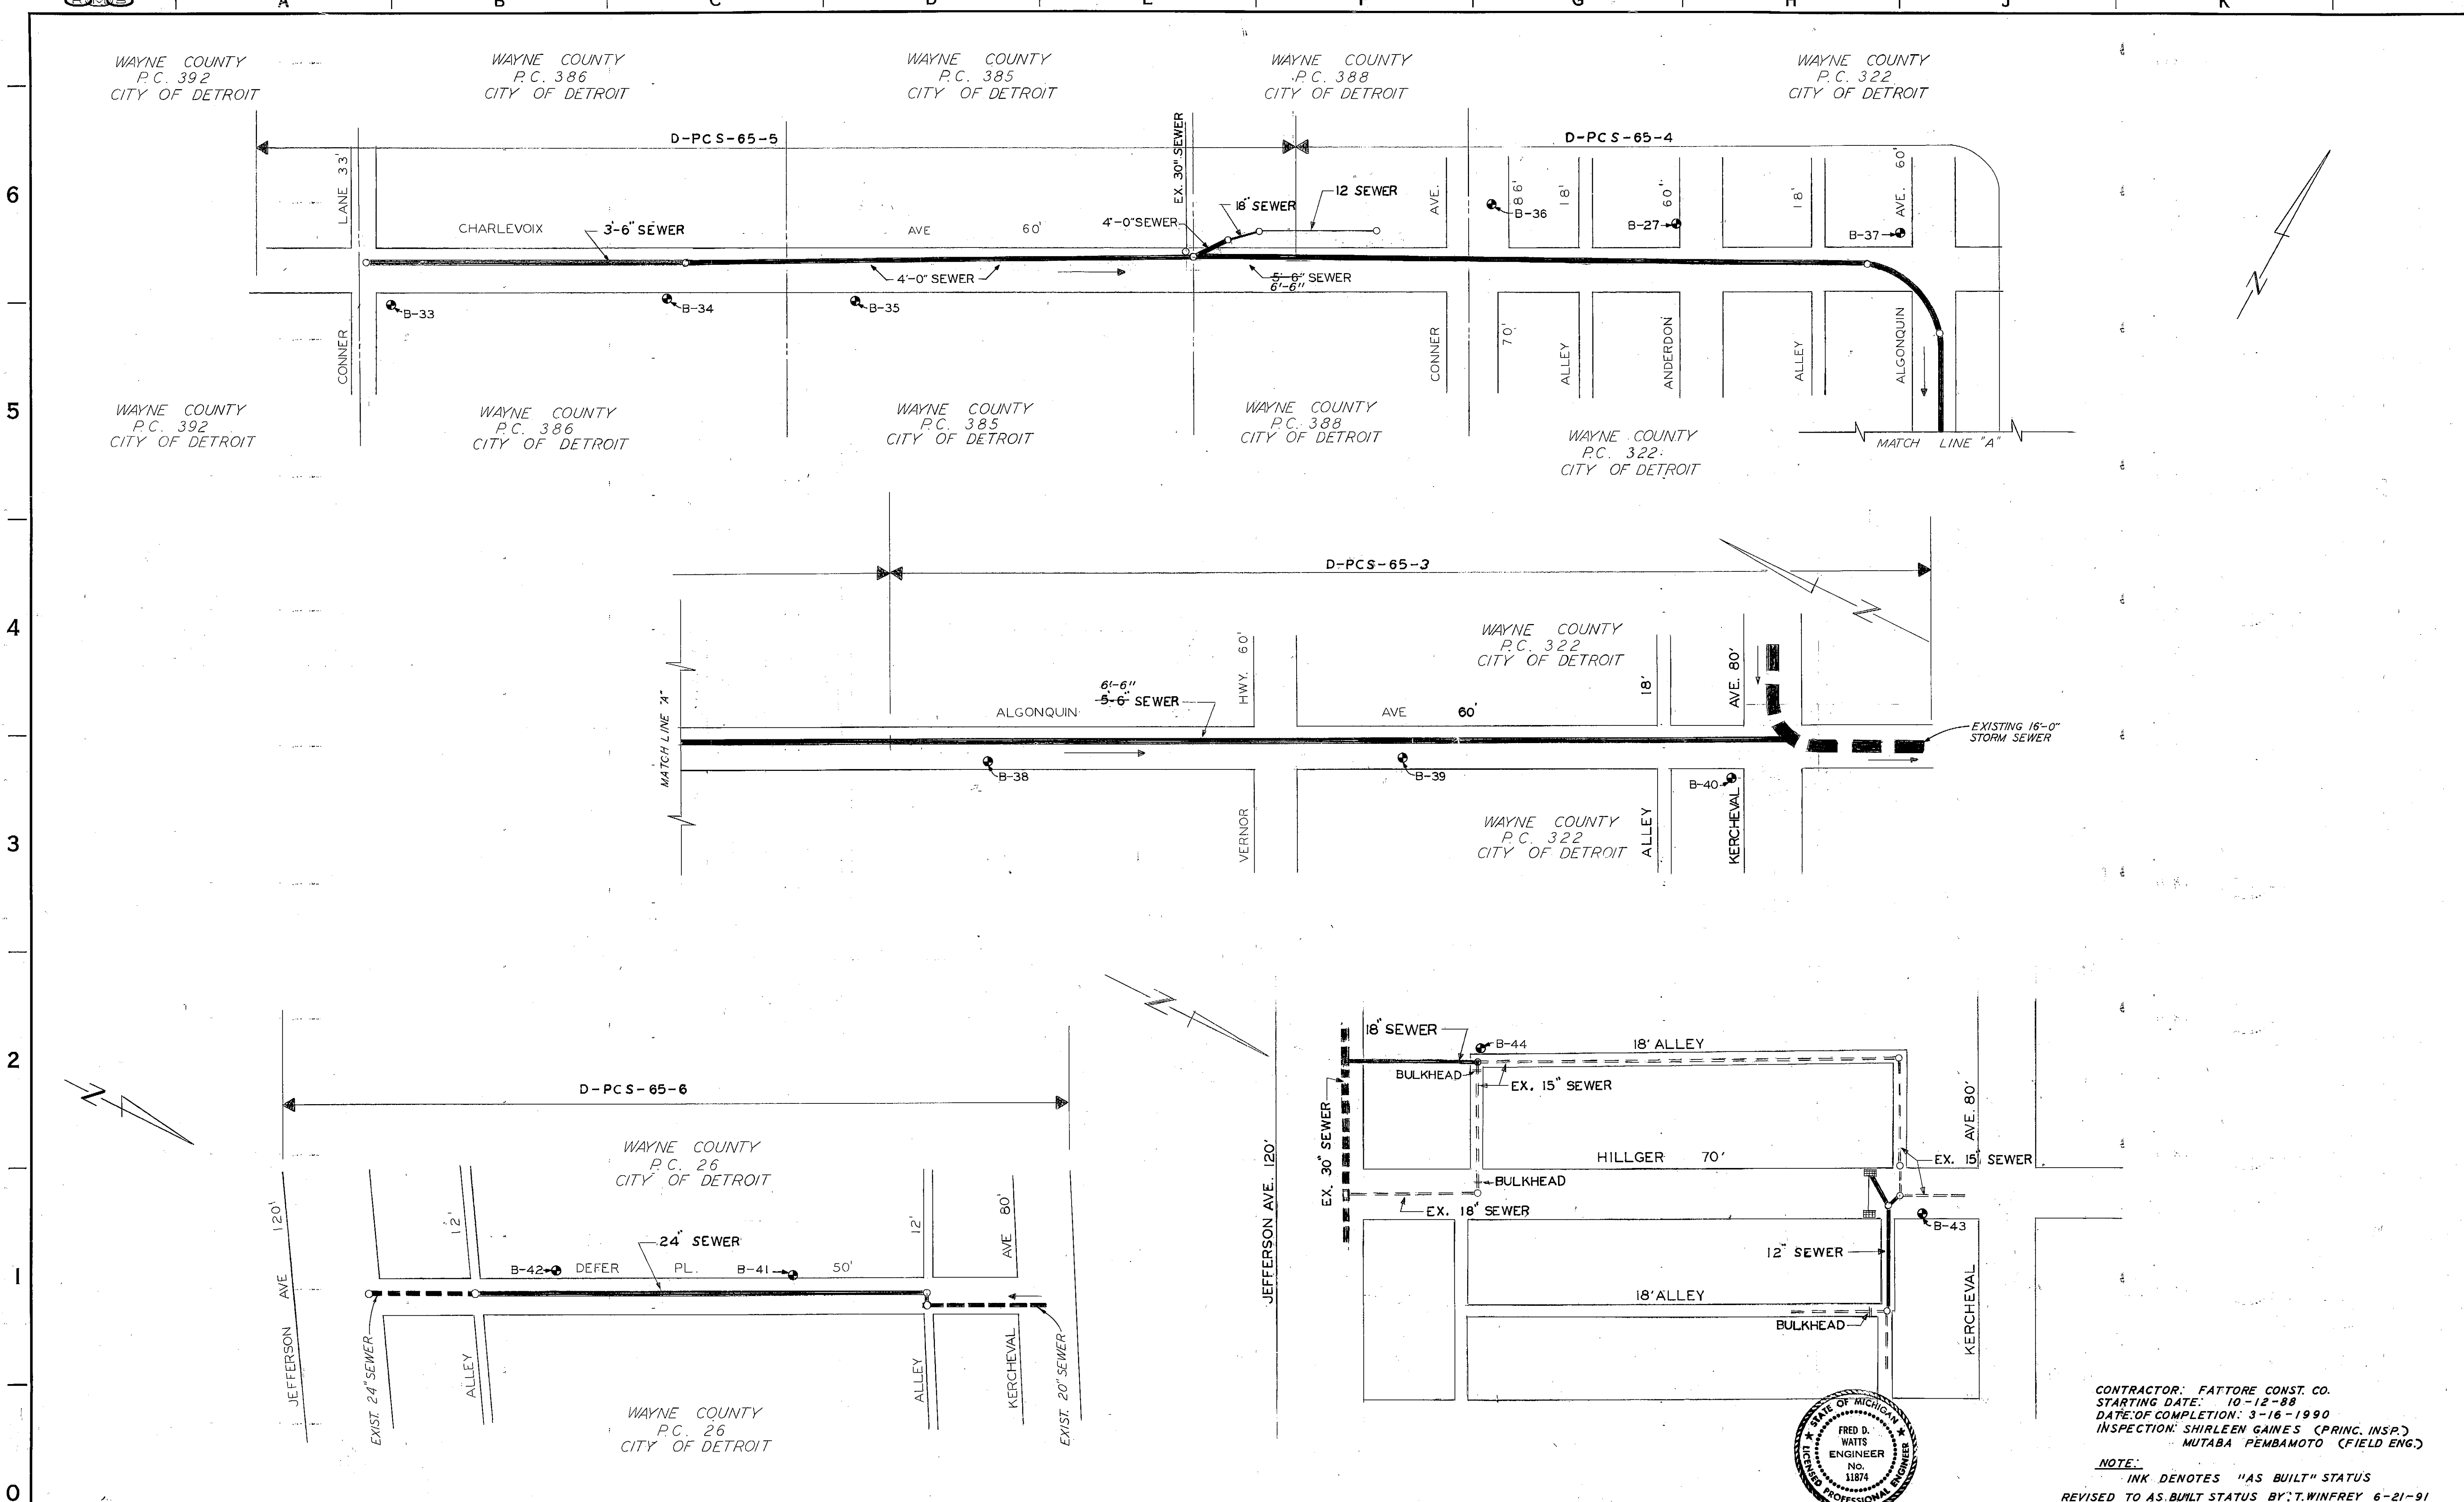 A B C D E F G H J K
WAYNE COUNTY
P.C. 392
CITY OF DETROIT
WAYNE COUNTY
P.C. 386
CITY OF DETROIT
WAYNE COUNTY
P.C. 385
CITY OF DETROIT
WAYNE COUNTY
P.C. 388
CITY OF DETROIT
WAYNE COUNTY
P.C. 322
CITY OF DETROIT
D-PCS-65-5
D-PCS-65-4
6
LANE 33'
EX. 30" SEWER
12 SEWER
18" SEWER
4'-0" SEWER
AVE.
86'
18'
60'
18'
AVE. 60'
B-36
B-27
B-37
CHARLEVOIX
3'-6" SEWER
AVE 60'
4'-0" SEWER
5'-6" SEWER
6'-6"
B-33
B-34
B-35
CONNER
CONNER
70'
ALLEY
ANDERDON
ALLEY
ALGONQUIN
5
WAYNE COUNTY
P.C. 392
CITY OF DETROIT
WAYNE COUNTY
P.C. 386
CITY OF DETROIT
WAYNE COUNTY
P.C. 385
CITY OF DETROIT
WAYNE COUNTY
P.C. 388
CITY OF DETROIT
WAYNE COUNTY
P.C. 322
CITY OF DETROIT
MATCH LINE "A"
D-PCS-65-3
4
WAYNE COUNTY
P.C. 322
CITY OF DETROIT
HWY. 60'
18'
AVE. 80'
MATCH LINE "A"
6'-6"
5'-6" SEWER
ALGONQUIN
AVE 60'
EXISTING 16'-0"
STORM SEWER
B-38
B-39
B-40
3
VERNOR
WAYNE COUNTY
P.C. 322
CITY OF DETROIT
ALLEY
KERCHEVAL
2
D-PCS-65-6
WAYNE COUNTY
P.C. 26
CITY OF DETROIT
120'
12'
12'
AVE 80'
24" SEWER
B-42
DEFER PL. 50'
B-41
1
JEFFERSON AVE
EXIST. 24" SEWER
ALLEY
ALLEY
KERCHEVAL
EXIST. 20" SEWER
WAYNE COUNTY
P.C. 26
CITY OF DETROIT
18" SEWER
B-44
18' ALLEY
BULKHEAD
EX. 15" SEWER
EX. 30" SEWER
JEFFERSON AVE. 120'
AVE. 80'
HILLGER 70'
EX. 15" SEWER
BULKHEAD
EX. 18" SEWER
B-43
12" SEWER
18' ALLEY
BULKHEAD
KERCHEVAL
STATE OF MICHIGAN
FRED D.
WATTS
ENGINEER
No.
11874
LICENSED PROFESSIONAL ENGINEER
CONTRACTOR: FATTORE CONST. CO.
STARTING DATE: 10-12-88
DATE OF COMPLETION: 3-16-1990
INSPECTION: SHIRLEEN GAINES (PRINC. INSP.)
MUTABA PEMBAMOTO (FIELD ENG.)
NOTE:
INK DENOTES "AS BUILT" STATUS
REVISED TO AS BUILT STATUS BY: T. WINFREY 6-21-91
0